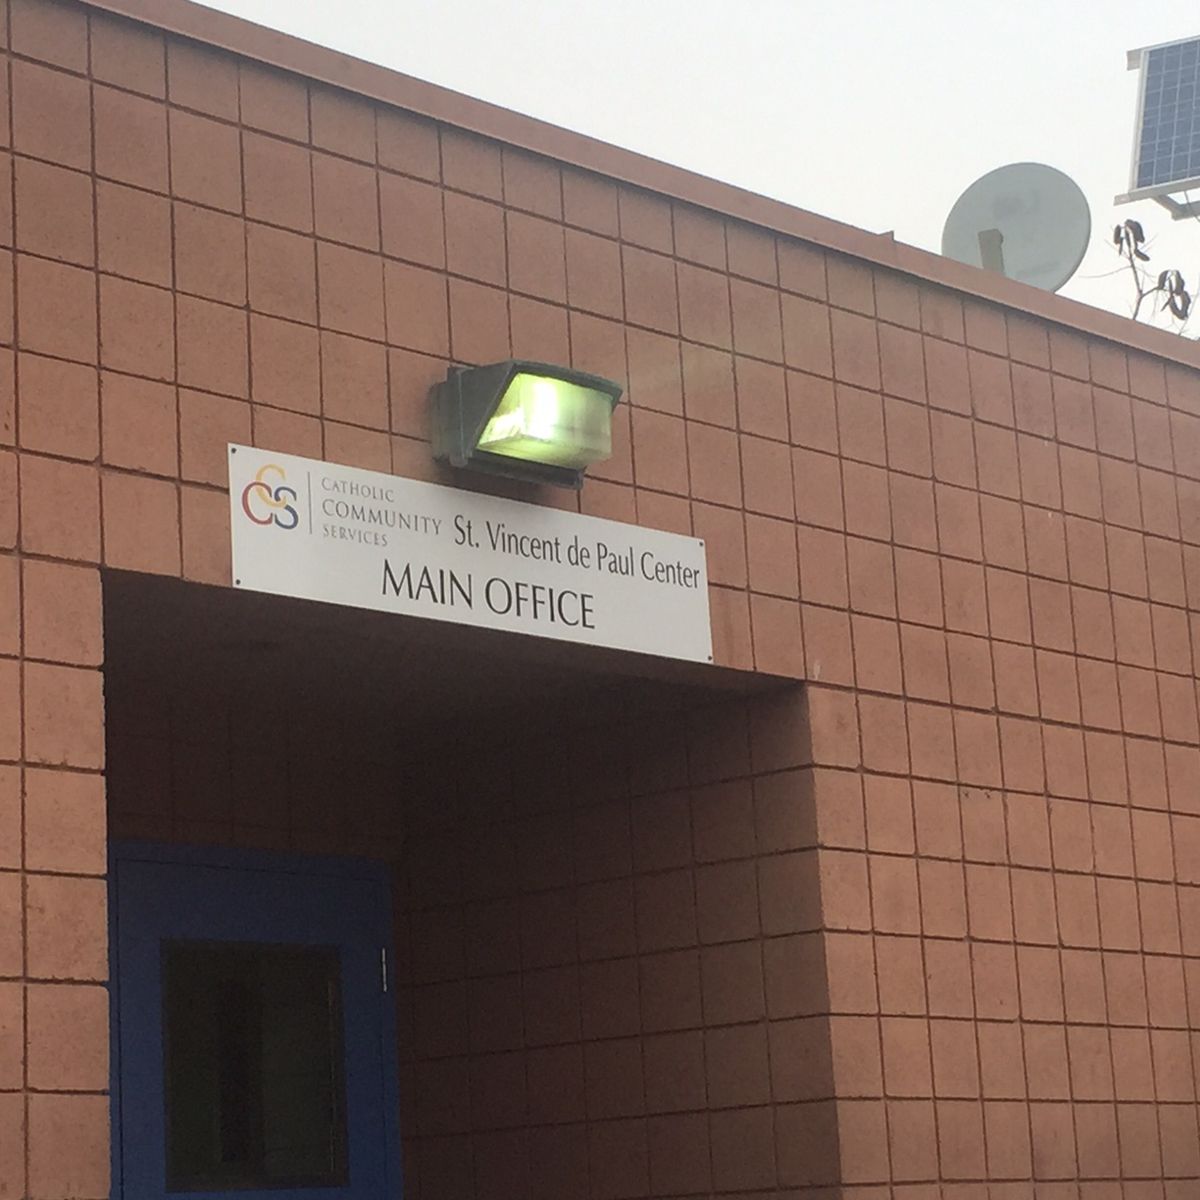 CCS
CATHOLIC
COMMUNITY
SERVICES
St. Vincent de Paul Center
MAIN OFFICE